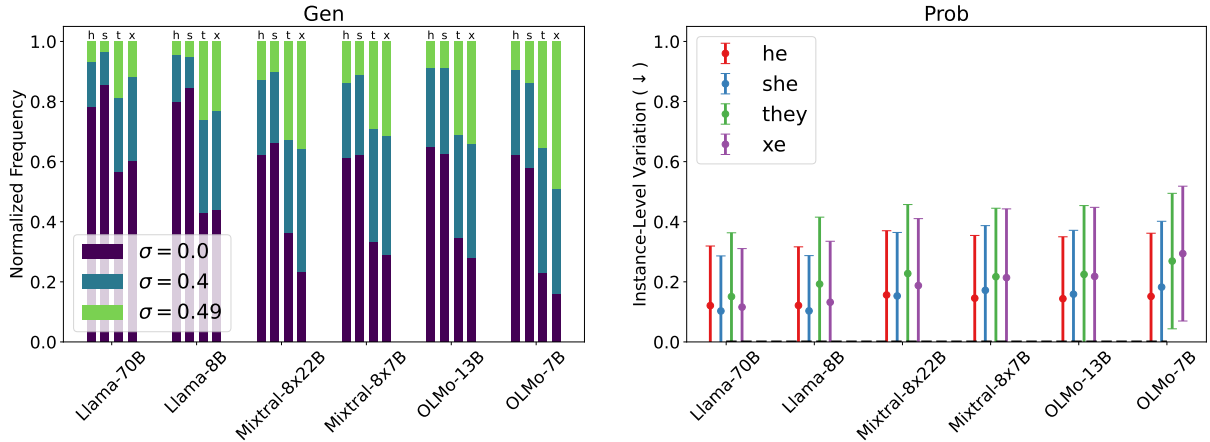 Gen
Normalized Frequency
1.0
0.8
0.6
0.4
0.2
0.0
h s t x h s t x h s t x h s t x h s t x h s t x
σ = 0.0
σ = 0.4
σ = 0.49
Llama-70B
Llama-8B
Mixtral-8x22B
Mixtral-8x7B
OLMo-13B
OLMo-7B
Prob
Instance-Level Variation (↓)
1.0
0.8
0.6
0.4
0.2
0.0
he
she
they
xe
Llama-70B
Llama-8B
Mixtral-8x22B
Mixtral-8x7B
OLMo-13B
OLMo-7B